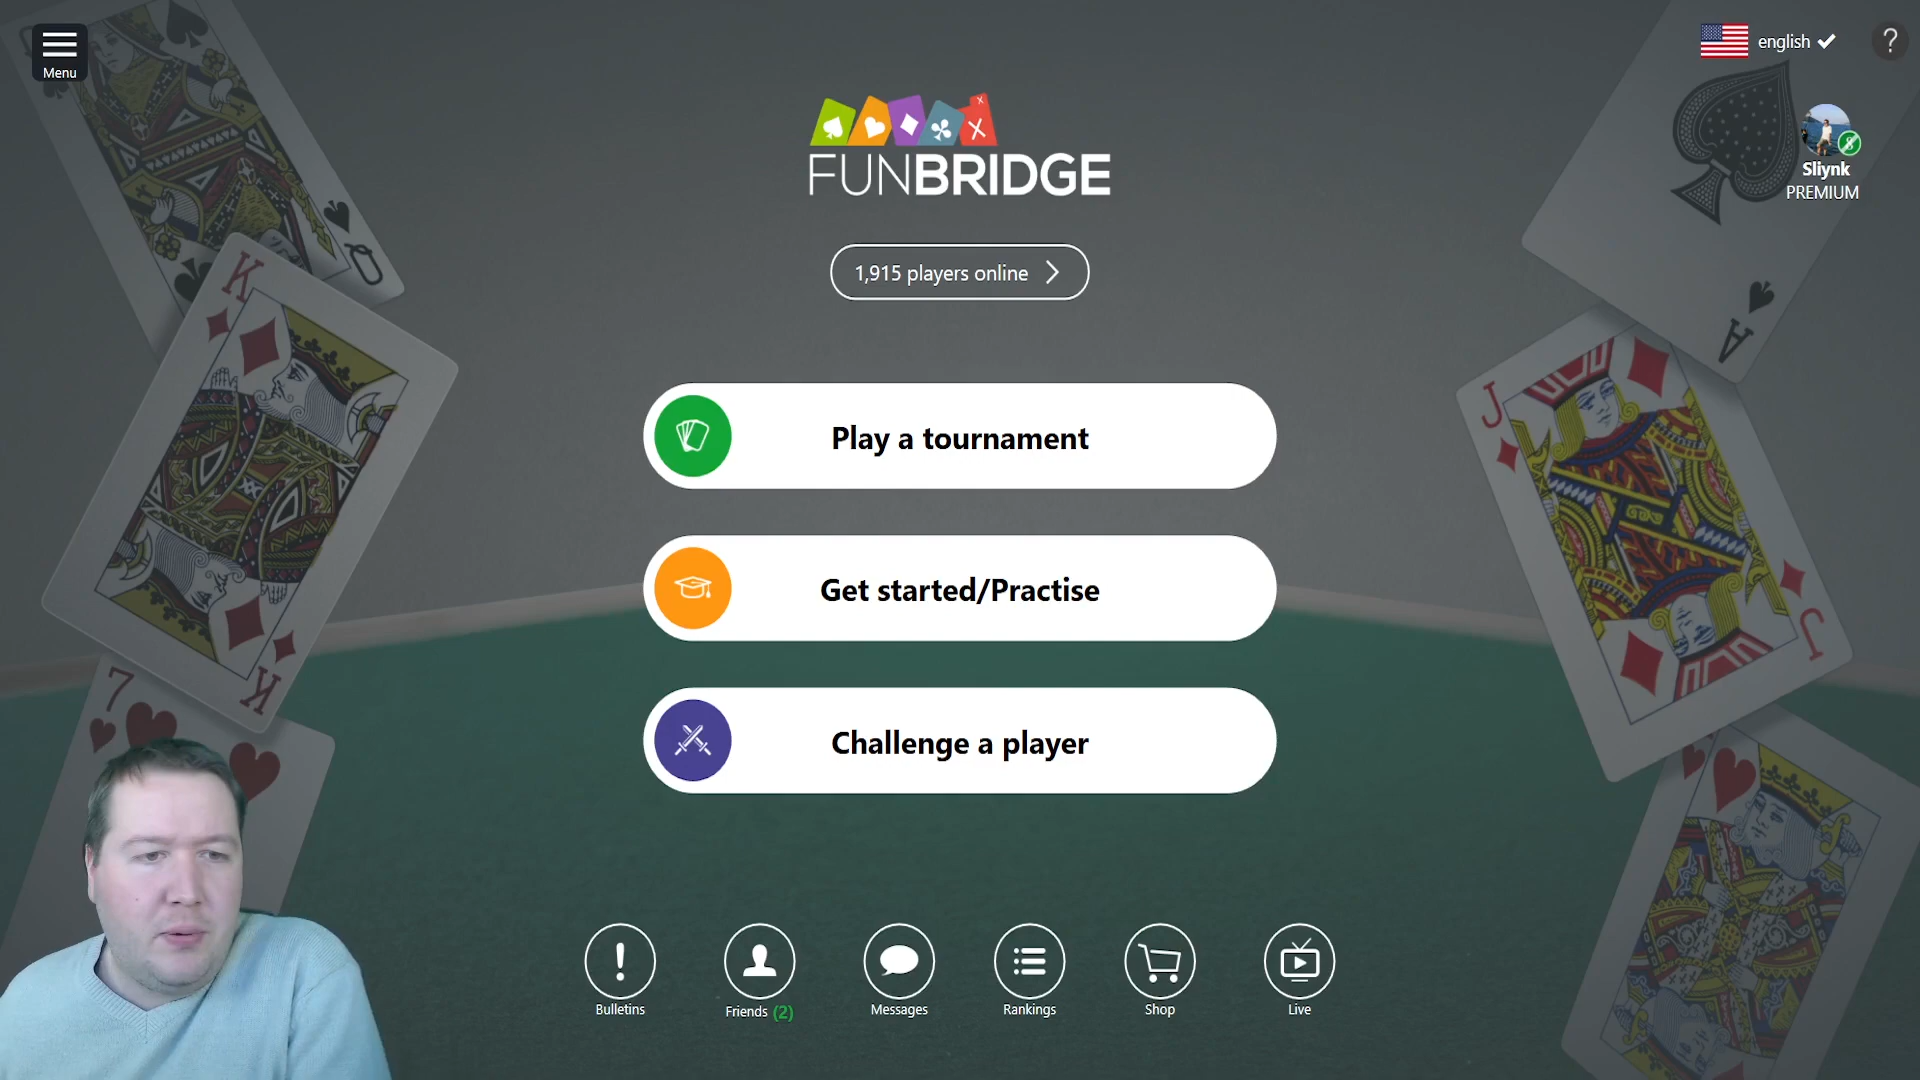 Menu
english
?
FUNBRIDGE
Sliynk
PREMIUM
1,915 players online
Play a tournament
Get started/Practise
Challenge a player
Bulletins
Friends (2)
Messages
Rankings
Shop
Live
Q
K
K
7
A
J
J